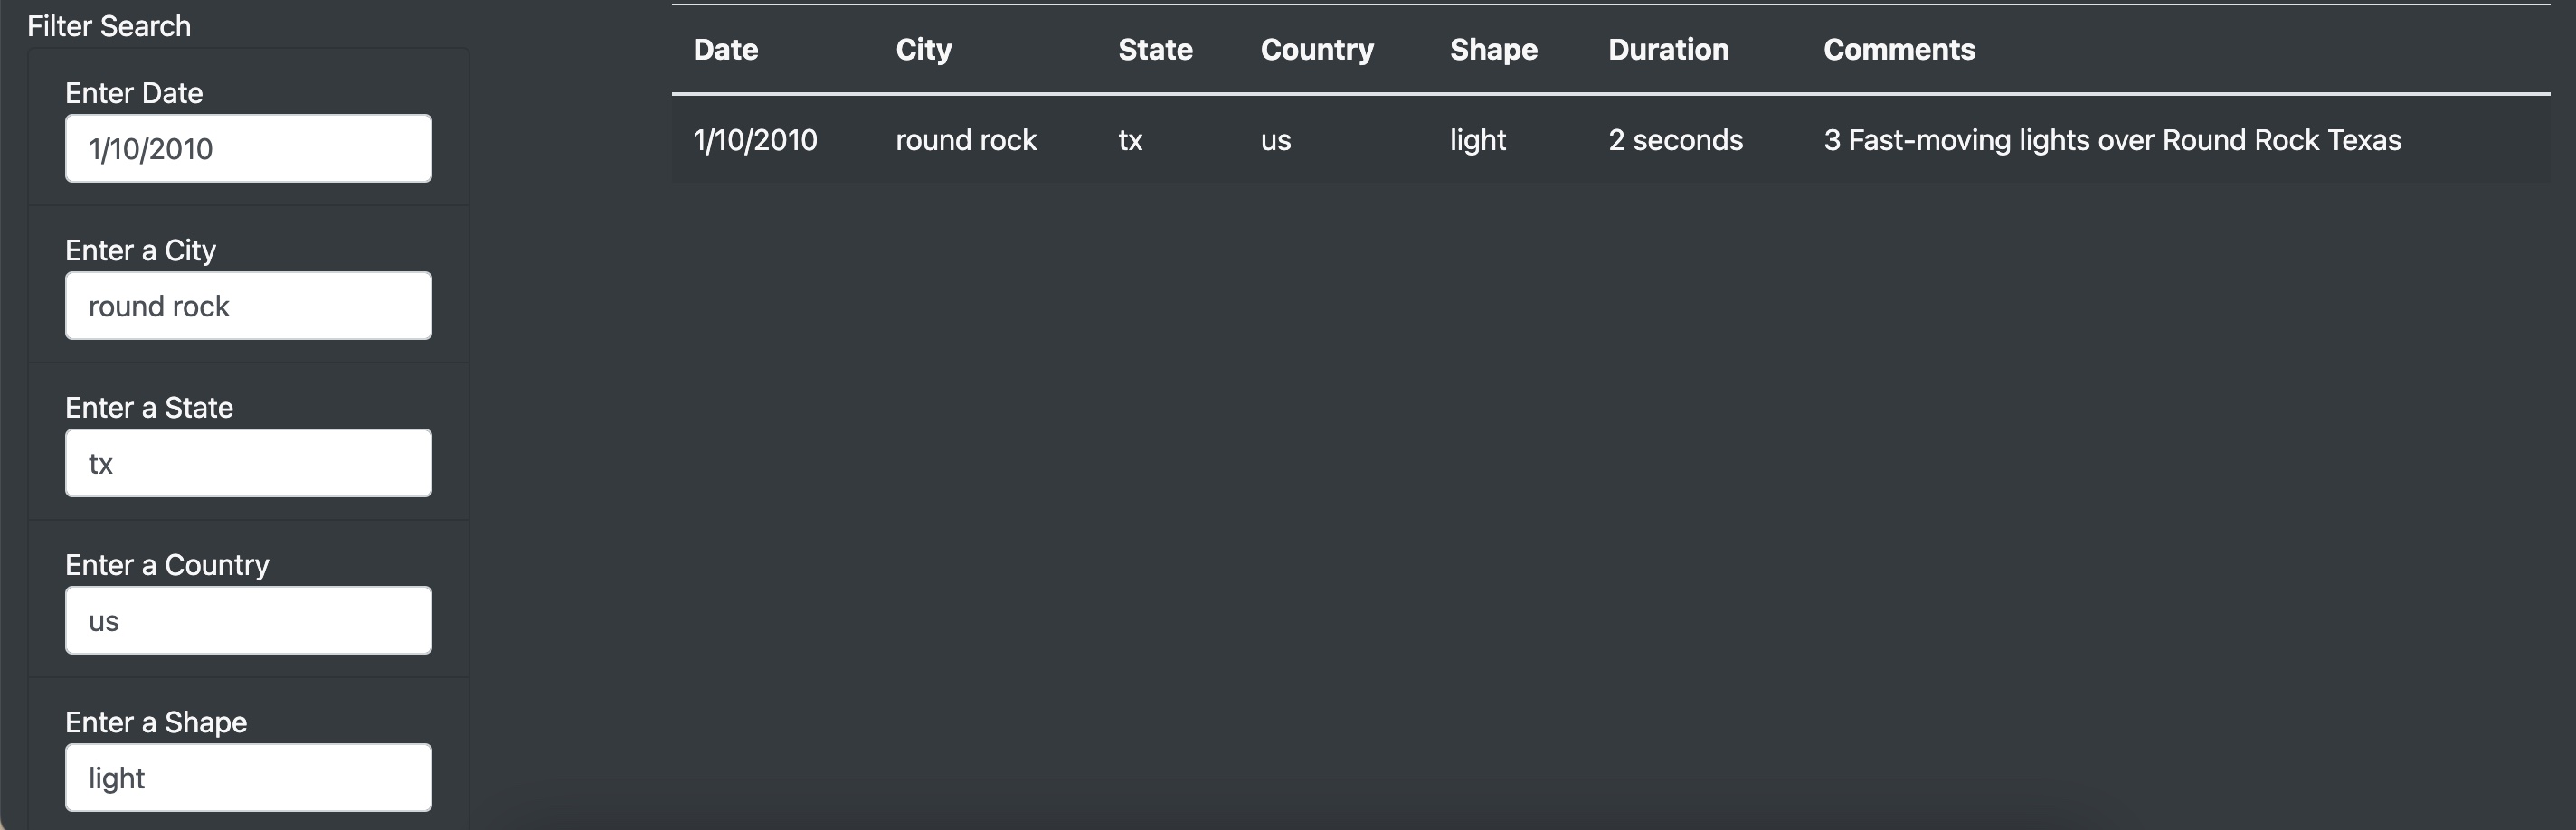 Filter Search
Enter Date
1/10/2010
Enter a City
round rock
Enter a State
tx
Enter a Country
us
Enter a Shape
light
Date City State Country Shape Duration Comments
1/10/2010 round rock tx us light 2 seconds 3 Fast-moving lights over Round Rock Texas